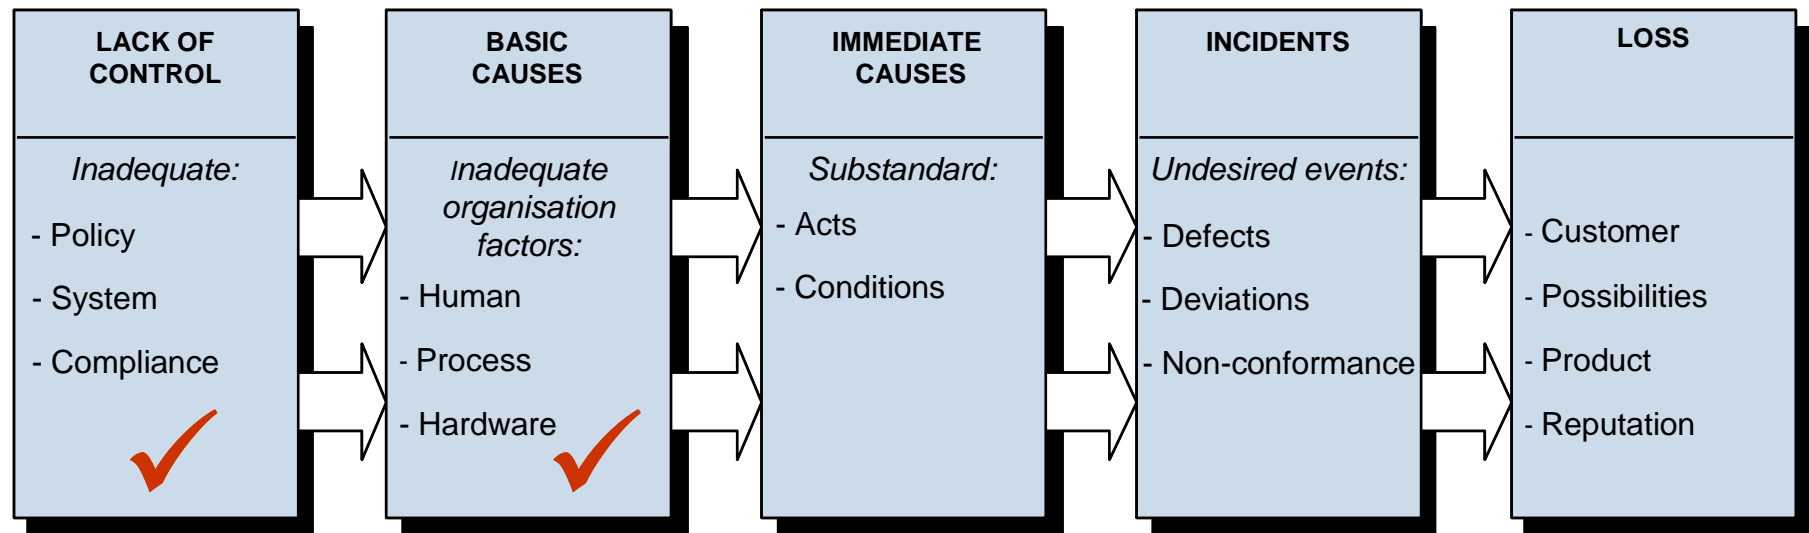 LACK OF
CONTROL
Inadequate:
- Policy
- System
- Compliance
BASIC
CAUSES
Inadequate
organisation
factors:
- Human
- Process
- Hardware
IMMEDIATE
CAUSES
Substandard:
- Acts
- Conditions
INCIDENTS
Undesired events:
- Defects
- Deviations
- Non-conformance
LOSS
- Customer
- Possibilities
- Product
- Reputation